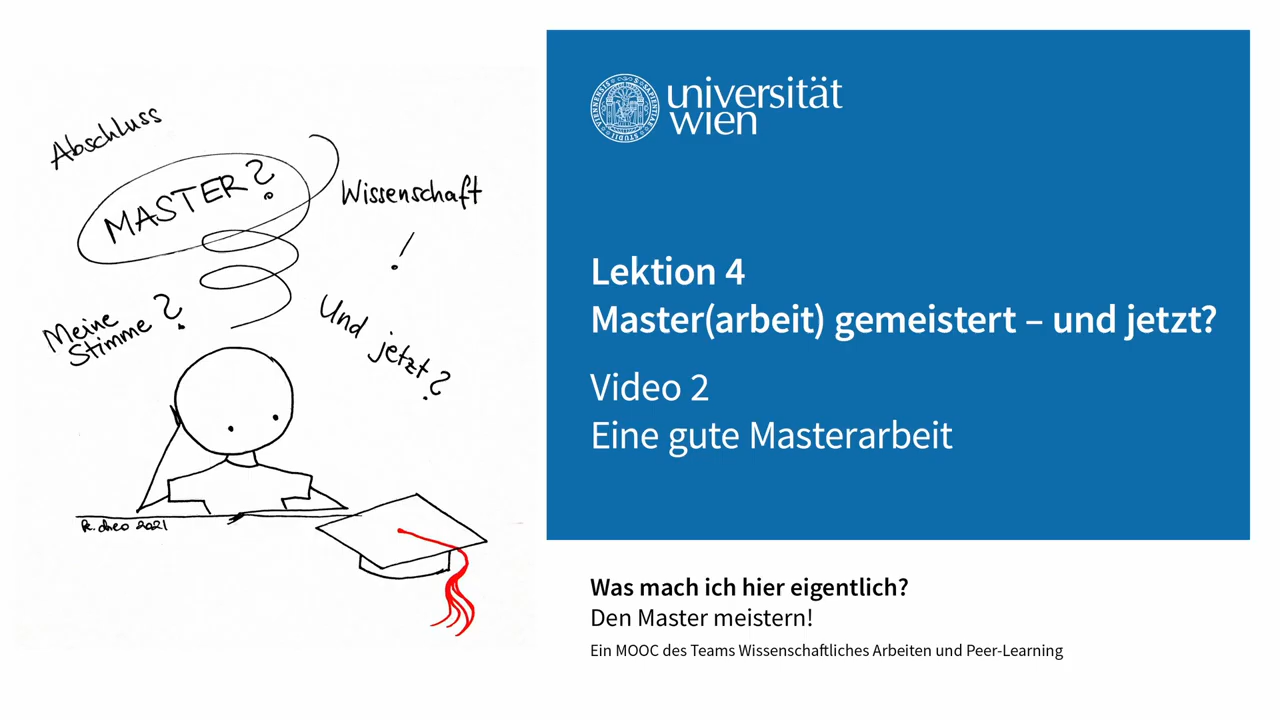 Abschluss
MASTER?
Wissenschaft
!
Meine
Stimme?
Und jetzt?
universität
wien
Lektion 4
Master(arbeit) gemeistert – und jetzt?
Video 2
Eine gute Masterarbeit
Was mach ich hier eigentlich?
Den Master meistern!
Ein MOOC des Teams Wissenschaftliches Arbeiten und Peer-Learning